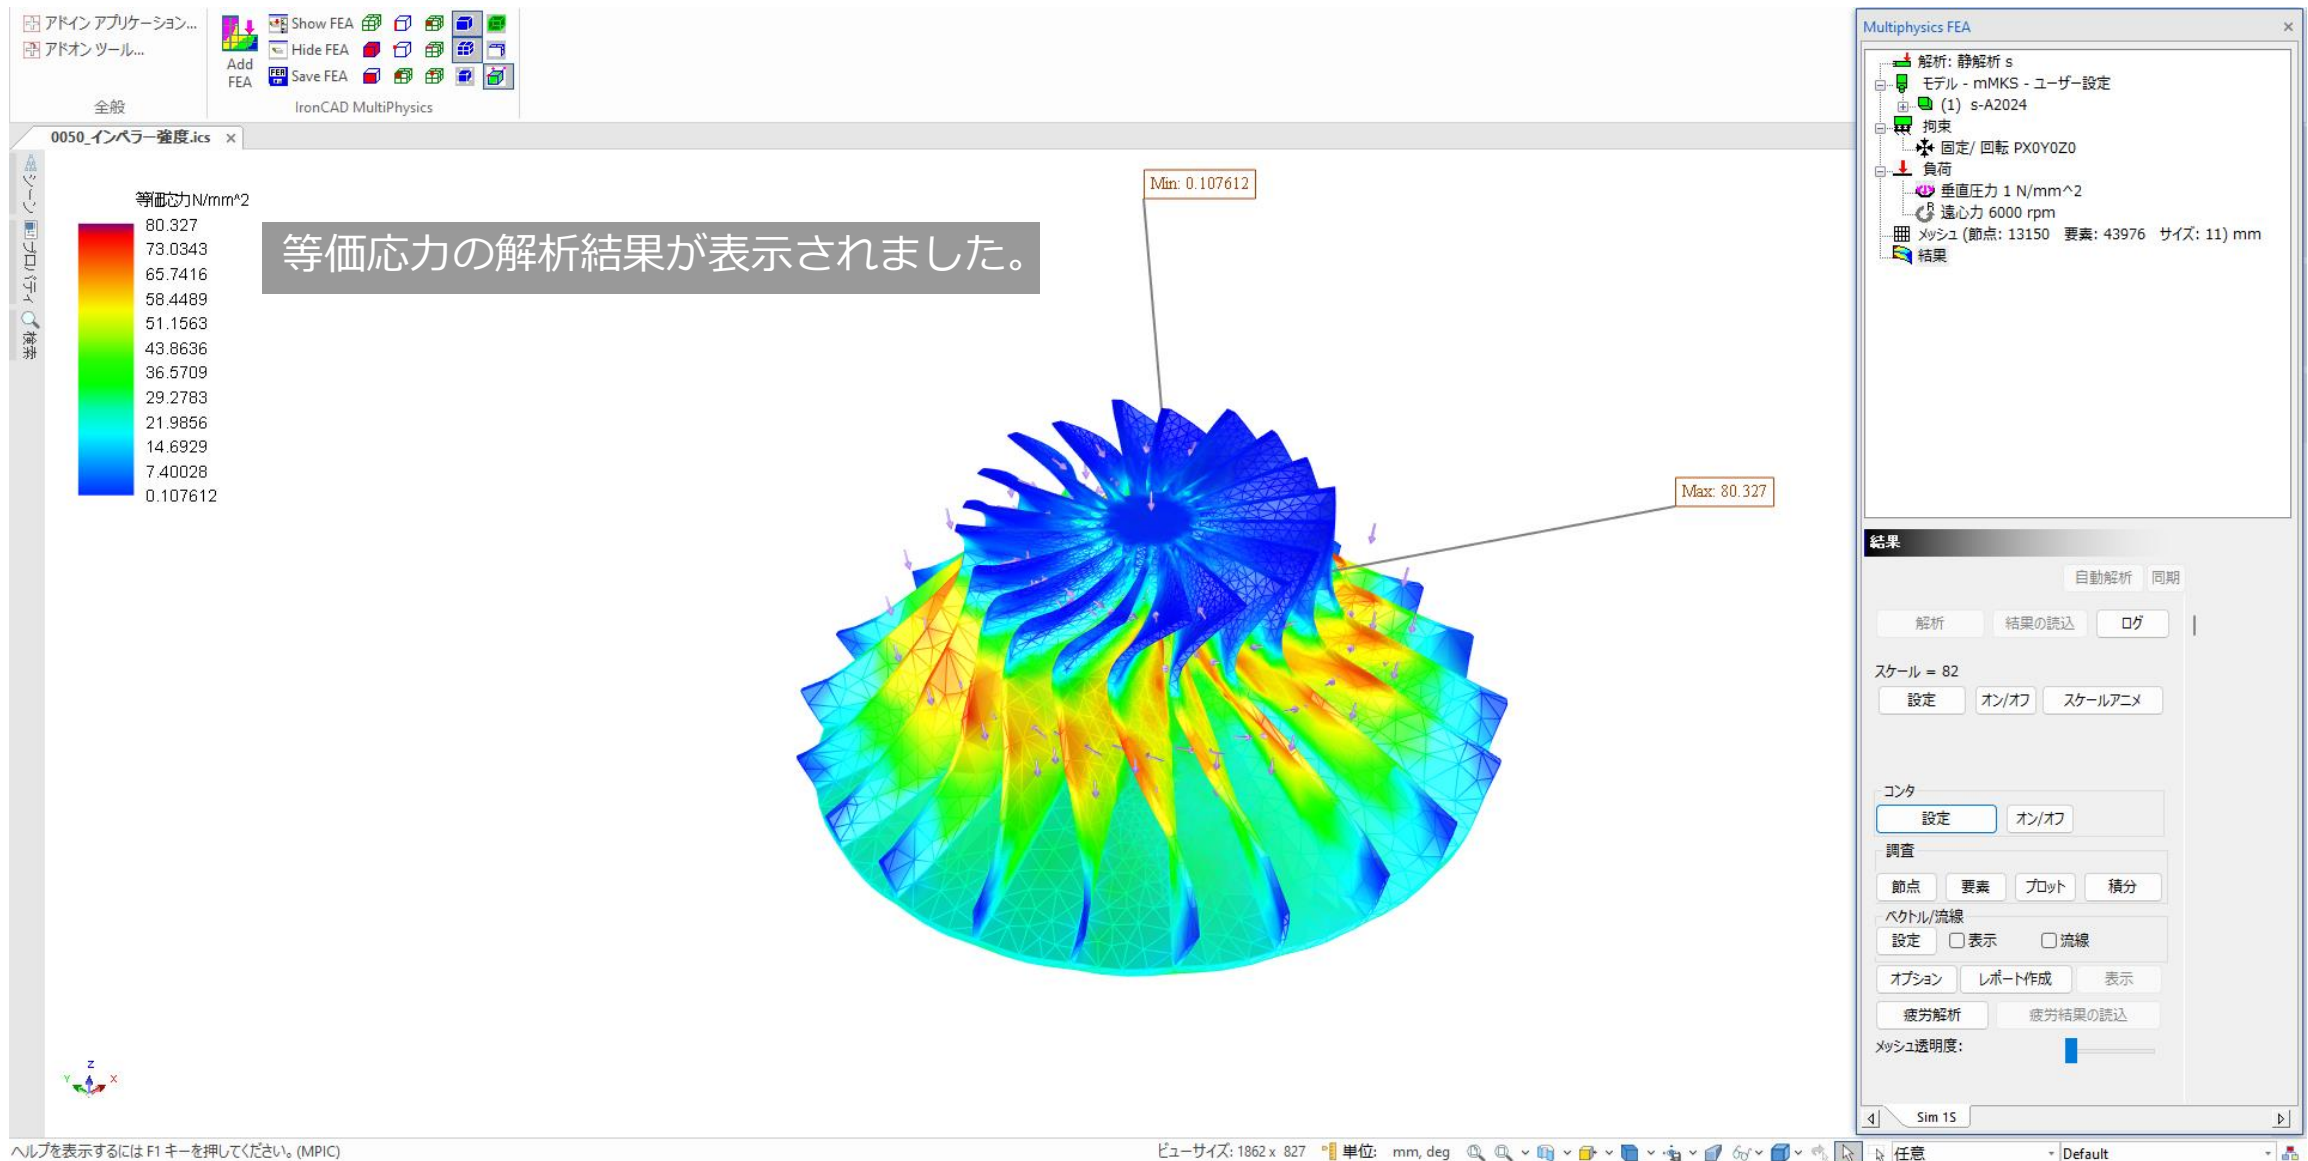 アドイン アプリケーション...
アドオン ツール...
全般
Add
FEA
Show FEA
Hide FEA
Save FEA
IronCAD MultiPhysics
0050_インペラー強度.ics ×
シーン
プロパティ
検索
等価応力N/mm^2
80.327
73.0343
65.7416
58.4489
51.1563
43.8636
36.5709
29.2783
21.9856
14.6929
7.40028
0.107612
等価応力の解析結果が表示されました。
Min: 0.107612
Max: 80.327
Z
Y
X
Multiphysics FEA ×
解析: 静解析 s
モデル - mMKS - ユーザー設定
(1) s-A2024
拘束
固定/ 回転 PX0Y0Z0
負荷
垂直圧力 1 N/mm^2
遠心力 6000 rpm
メッシュ (節点: 13150 要素: 43976 サイズ: 11) mm
結果
結果
自動解析 同期
解析 結果の読込 ログ
スケール = 82
設定 オン/オフ スケールアニメ
コンタ
設定 オン/オフ
調査
節点 要素 プロット 積分
ベクトル/流線
設定 表示 流線
オプション レポート作成 表示
疲労解析 疲労結果の読込
メッシュ透明度:
Sim 1S
ヘルプを表示するには F1 キーを押してください。(MPIC)
ビューサイズ: 1862 x 827 単位: mm, deg 任意 Default